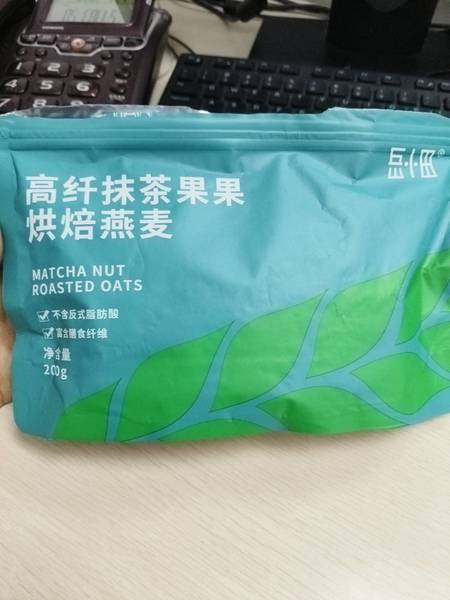 高纤抹茶果果
烘焙燕麦
MATCHA NUT
ROASTED OATS
不含反式脂肪酸
富含膳食纤维
净含量
200g